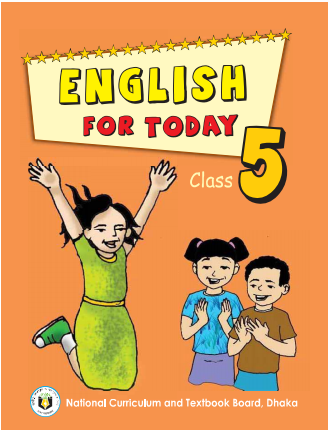 ENGLISH
FOR TODAY
Class 5
National Curriculum and Textbook Board, Dhaka